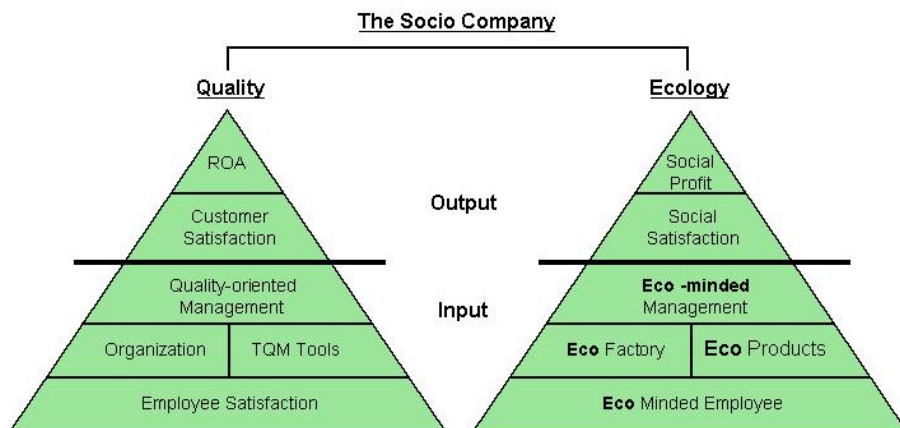 The Socio Company
Quality
Ecology
ROA
Social
Profit
Output
Customer
Satisfaction
Social
Satisfaction
Quality-oriented
Management
Input
Eco -minded
Management
Organization
TQM Tools
Eco Factory
Eco Products
Employee Satisfaction
Eco Minded Employee